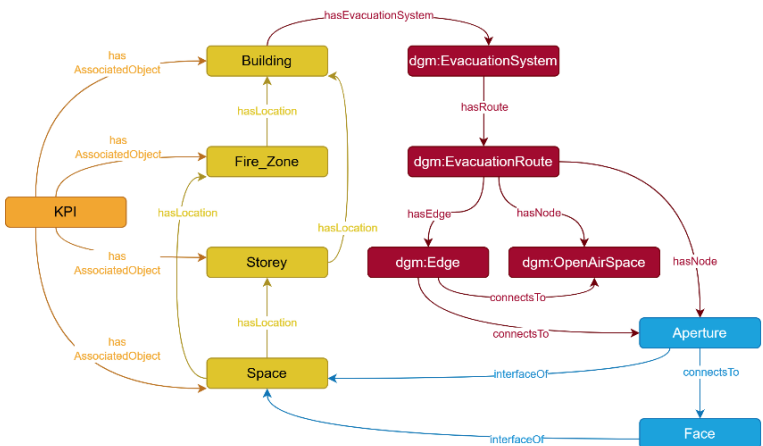 hasEvacuationSystem
has
AssociatedObject
Building
dgm:EvacuationSystem
hasLocation
hasRoute
has
AssociatedObject
Fire_Zone
dgm:EvacuationRoute
KPI
hasLocation
hasEdge
hasNode
hasLocation
has
AssociatedObject
Storey
dgm:Edge
dgm:OpenAirSpace
hasNode
connectsTo
hasLocation
connectsTo
Aperture
has
AssociatedObject
Space
interfaceOf
connectsTo
interfaceOf
Face